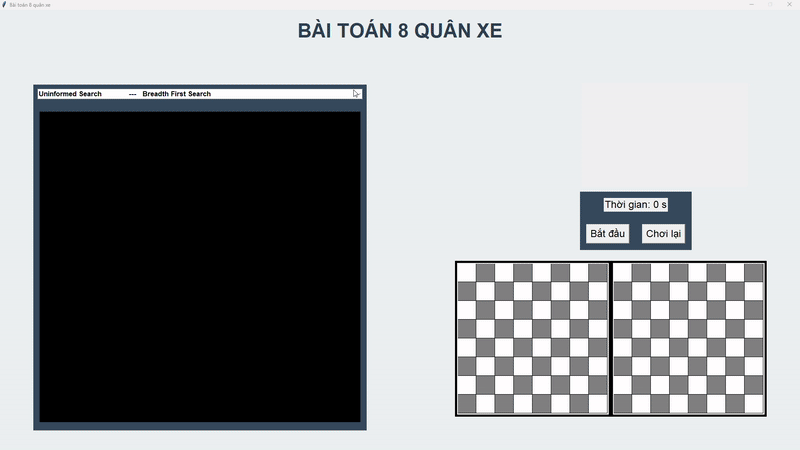 Bài toán 8 quân xe
BÀI TOÁN 8 QUÂN XE
Uninformed Search --- Breadth First Search
Thời gian: 0 s
Bắt đầu Chơi lại